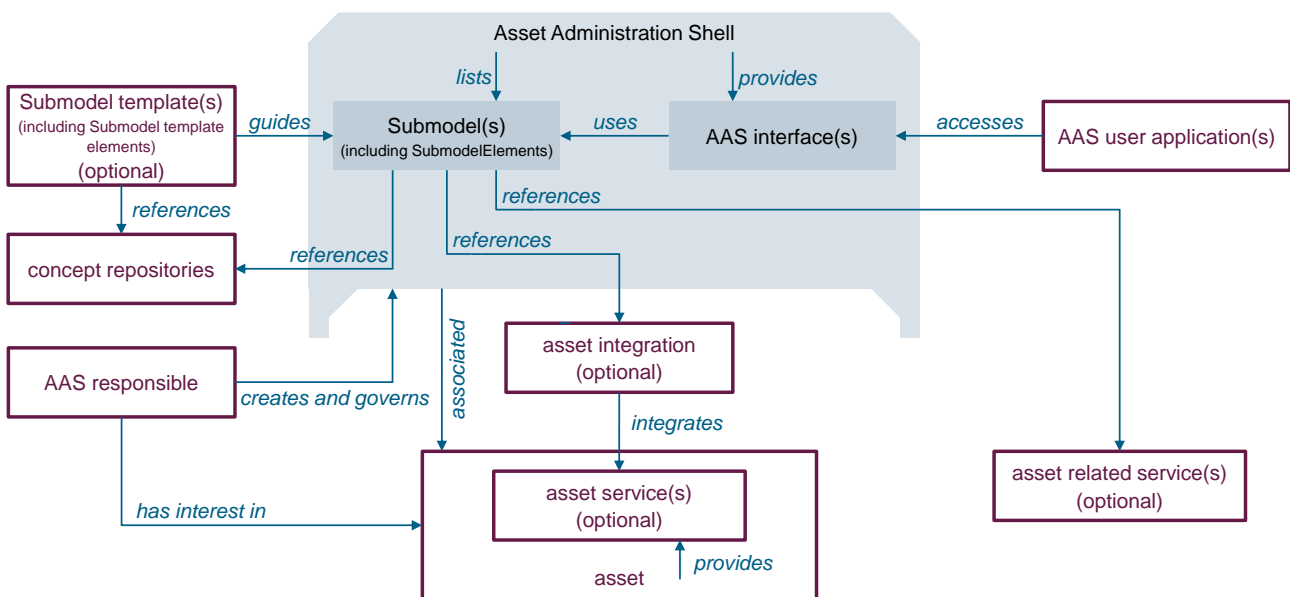 Asset Administration Shell
lists
provides
Submodel template(s)
(including Submodel template
elements)
(optional)
guides
Submodel(s)
(including SubmodelElements)
uses
AAS interface(s)
accesses
AAS user application(s)
references
references
references
references
concept repositories
associated
asset integration
(optional)
AAS responsible
creates and governs
integrates
asset service(s)
(optional)
asset related service(s)
(optional)
has interest in
provides
asset